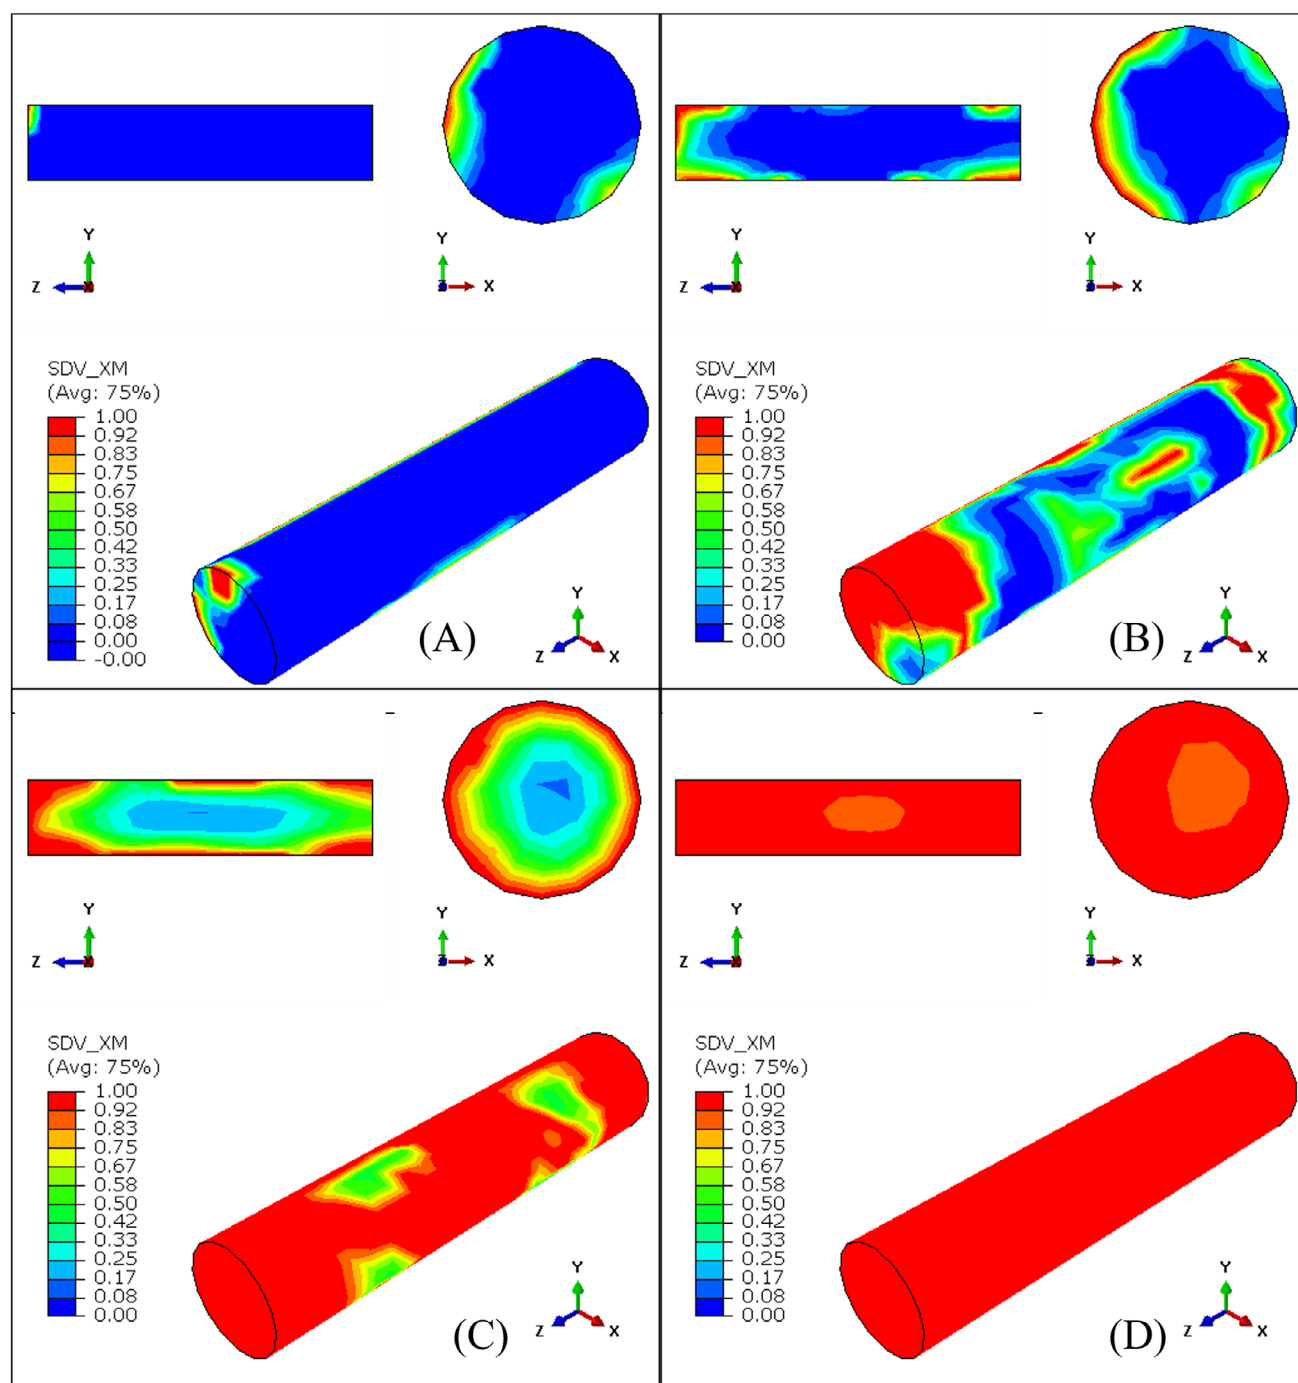 Y
Z
X
Y
Z
X
SDV_XM
(Avg: 75%)
1.00
0.92
0.83
0.75
0.67
0.58
0.50
0.42
0.33
0.25
0.17
0.08
0.00
-0.00
Y
Z
X
(A)
Y
Z
X
Y
Z
X
SDV_XM
(Avg: 75%)
1.00
0.92
0.83
0.75
0.67
0.58
0.50
0.42
0.33
0.25
0.17
0.08
0.00
Y
Z
X
(B)
Y
Z
X
Y
Z
X
SDV_XM
(Avg: 75%)
1.00
0.92
0.83
0.75
0.67
0.58
0.50
0.42
0.33
0.25
0.17
0.08
0.00
Y
Z
X
(C)
Y
Z
X
Y
Z
X
SDV_XM
(Avg: 75%)
1.00
0.92
0.83
0.75
0.67
0.58
0.50
0.42
0.33
0.25
0.17
0.08
0.00
Y
Z
X
(D)